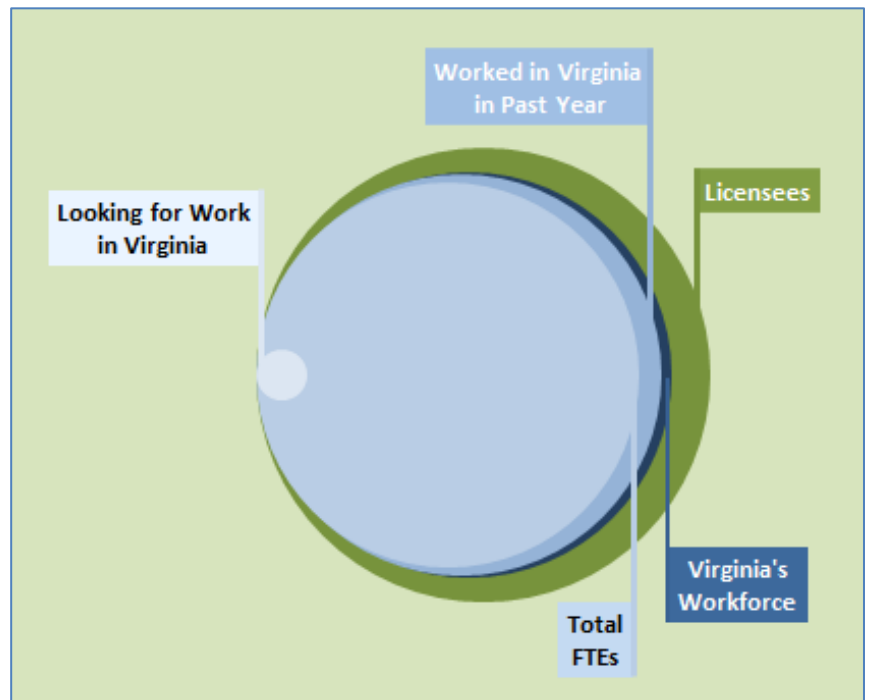 Worked in Virginia
in Past Year
Licensees
Looking for Work
in Virginia
Virginia's
Workforce
Total
FTEs